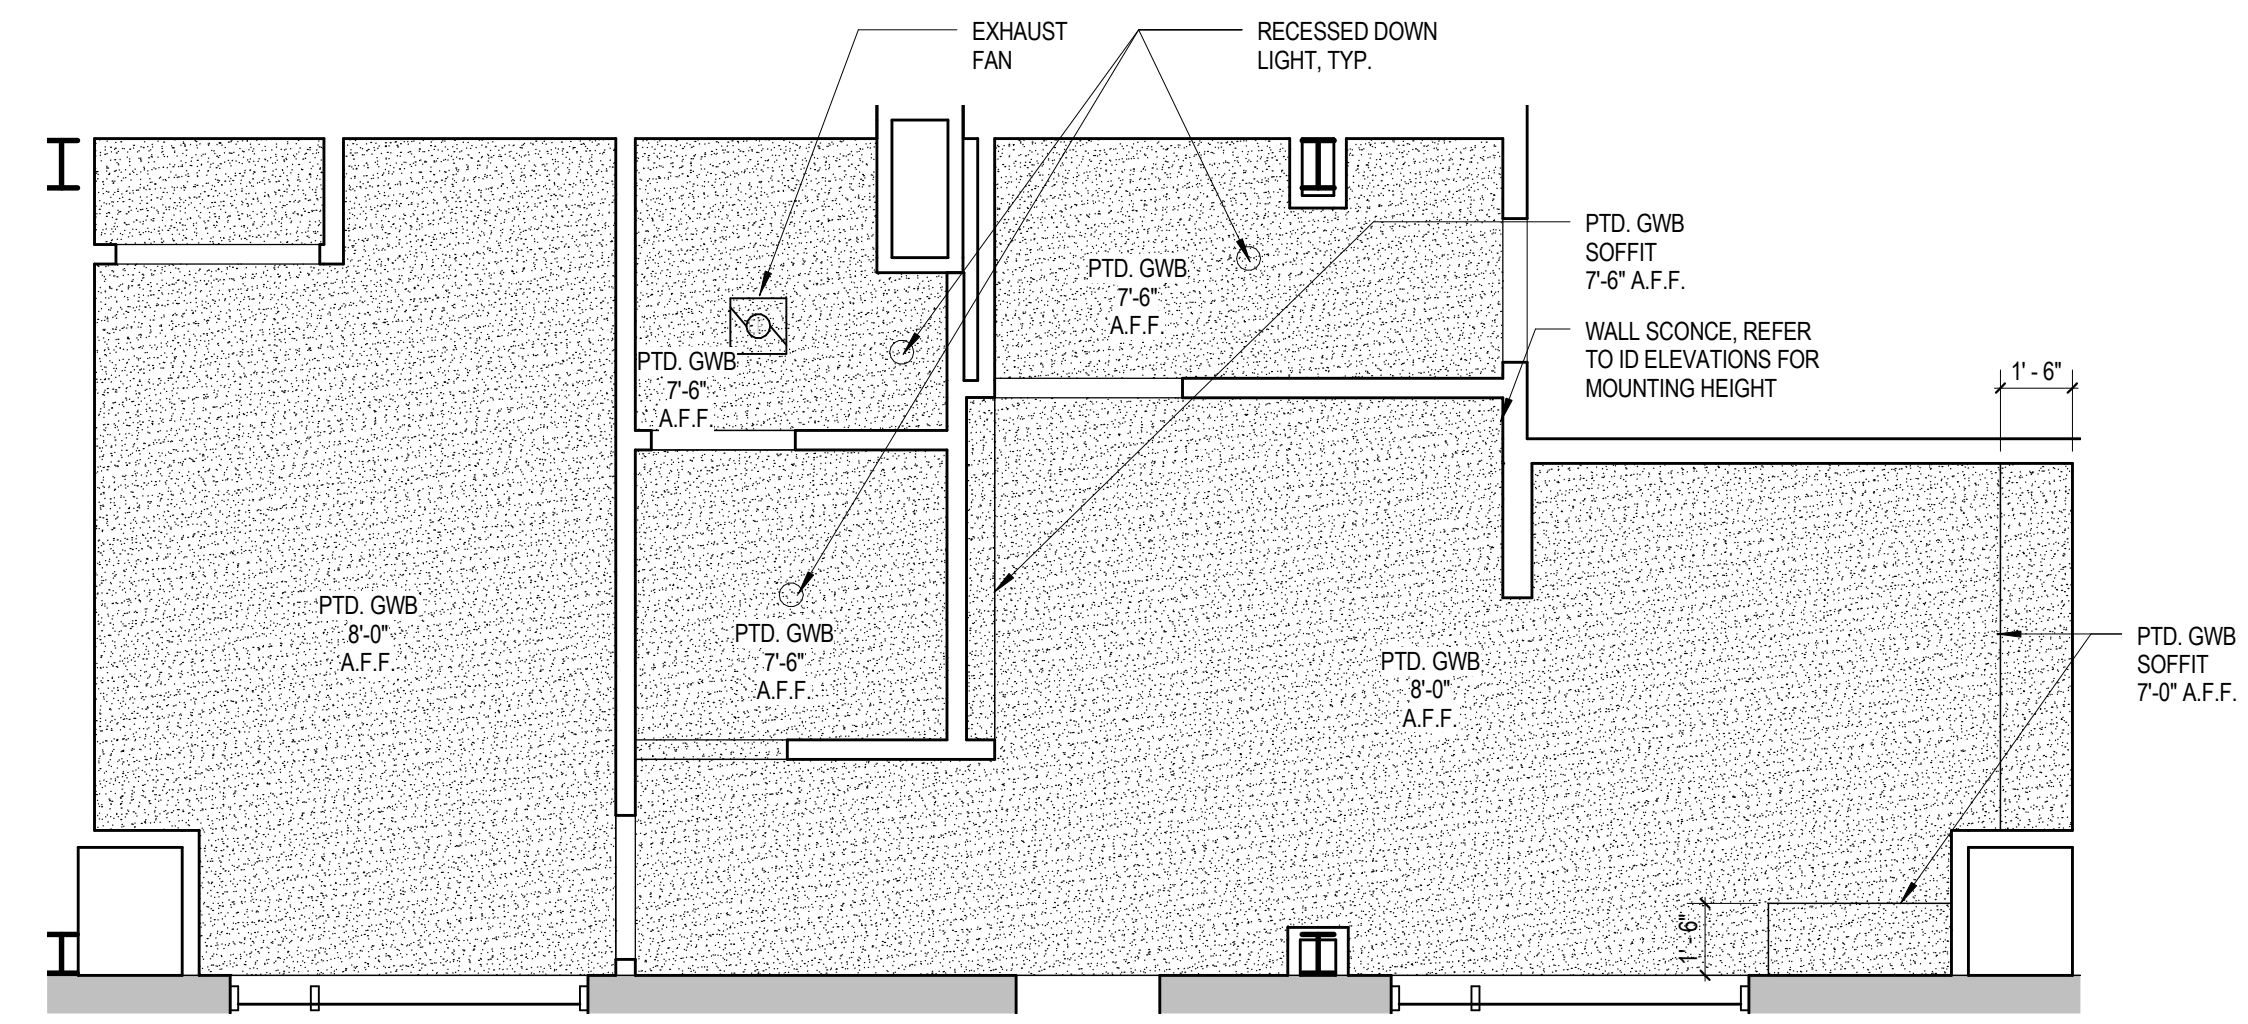 EXHAUST
FAN
RECESSED DOWN
LIGHT, TYP.
PTD. GWB
SOFFIT
7'-6" A.F.F.
PTD. GWB
7'-6"
A.F.F.
WALL SCONCE, REFER
TO ID ELEVATIONS FOR
MOUNTING HEIGHT
1' - 6"
PTD. GWB
7'-6"
A.F.F.
PTD. GWB
8'-0"
A.F.F.
PTD. GWB
7'-6"
A.F.F.
PTD. GWB
8'-0"
A.F.F.
PTD. GWB
SOFFIT
7'-0" A.F.F.
1' - 6"